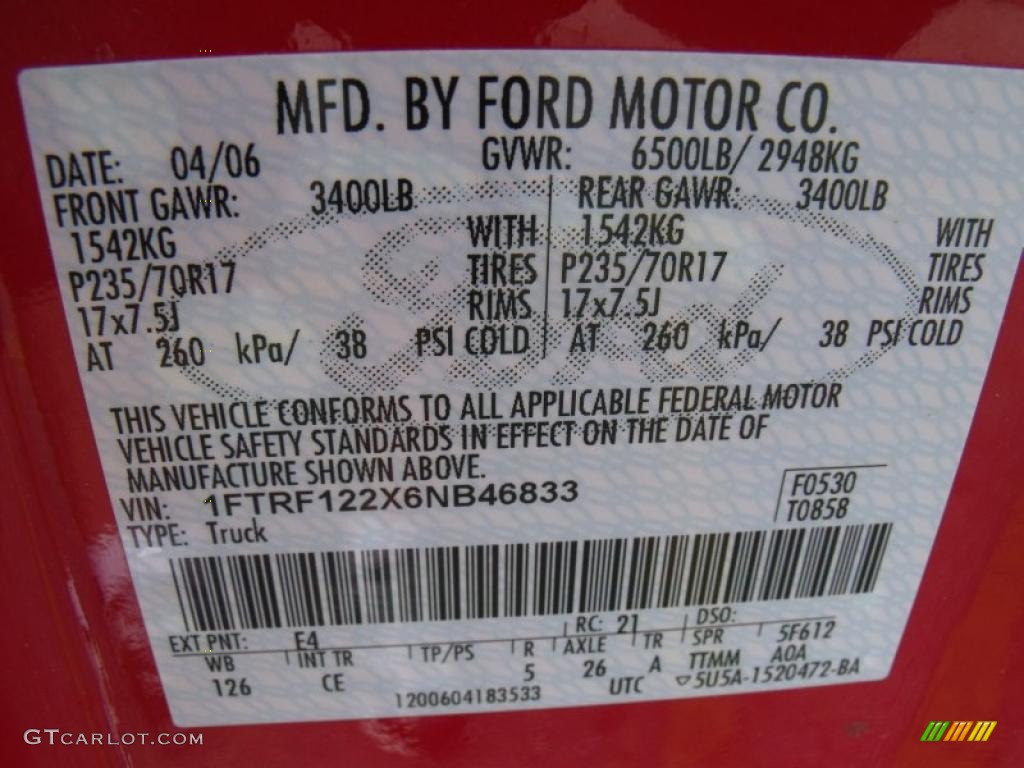 MFD. BY FORD MOTOR CO.
DATE: 04/06 GVWR: 6500LB/ 2948KG
FRONT GAWR: 3400LB REAR GAWR: 3400LB
1542KG WITH 1542KG WITH
P235/70R17 TIRES P235/70R17 TIRES
17x7.5J RIMS 17x7.5J RIMS
AT 260 kPa/ 38 PSI COLD AT 260 kPa/ 38 PSI COLD
Ford
THIS VEHICLE CONFORMS TO ALL APPLICABLE FEDERAL MOTOR
VEHICLE SAFETY STANDARDS IN EFFECT ON THE DATE OF
MANUFACTURE SHOWN ABOVE.
VIN: 1FTRF122X6NB46833 F0530
TYPE: Truck T0858
EXT PNT: E4 RC: 21 DSO:
WB INT TR TP/PS R AXLE TR SPR 5F612
126 CE 5 26 A TTMM A0A
1200604183533 UTC ▽5U5A-1520472-BA
GTCARLOT.COM